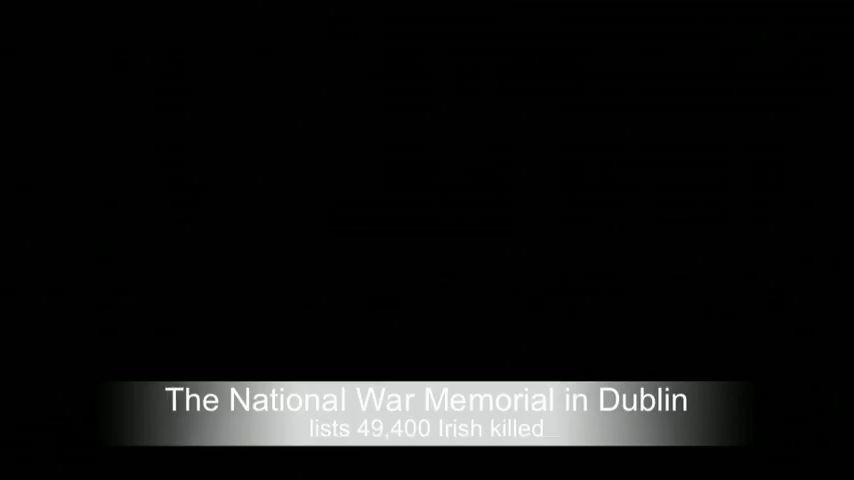 The National War Memorial in Dublin
lists 49,400 Irish killed...